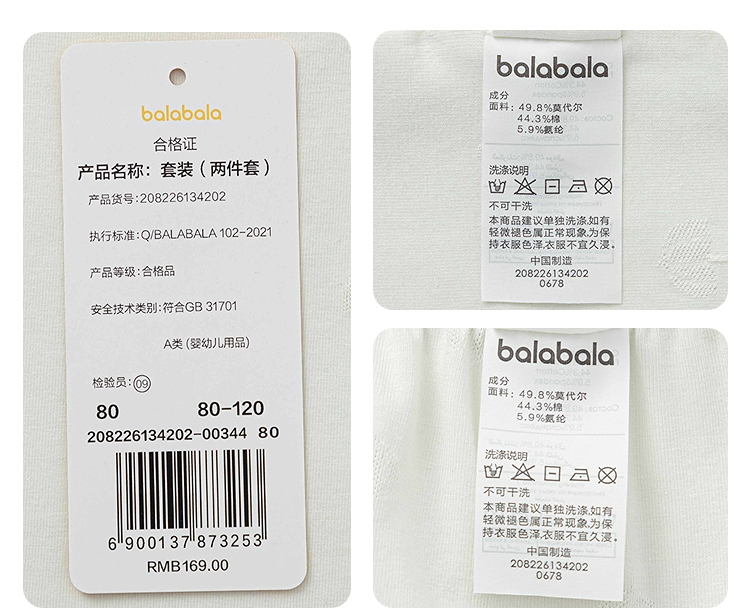 balabala
合格证
产品名称：套装（两件套）
产品货号:208226134202
执行标准:Q/BALABALA 102-2021
产品等级:合格品
安全技术类别:符合GB 31701
A类 (婴幼儿用品)
检验员: 09
80 80-120
208226134202-00344 80
6 900137 873253
RMB169.00
balabala
成分
面料: 49.8%莫代尔
44.3%棉
5.9%氨纶
洗涤说明
不可干洗
本商品建议单独洗涤,如有
轻微褪色属正常现象,为保
持衣服色泽,衣服不宜久浸。
中国制造
208226134202
0678
balabala
成分
面料: 49.8%莫代尔
44.3%棉
5.9%氨纶
洗涤说明
不可干洗
本商品建议单独洗涤,如有
轻微褪色属正常现象,为保
持衣服色泽,衣服不宜久浸。
中国制造
208226134202
0678